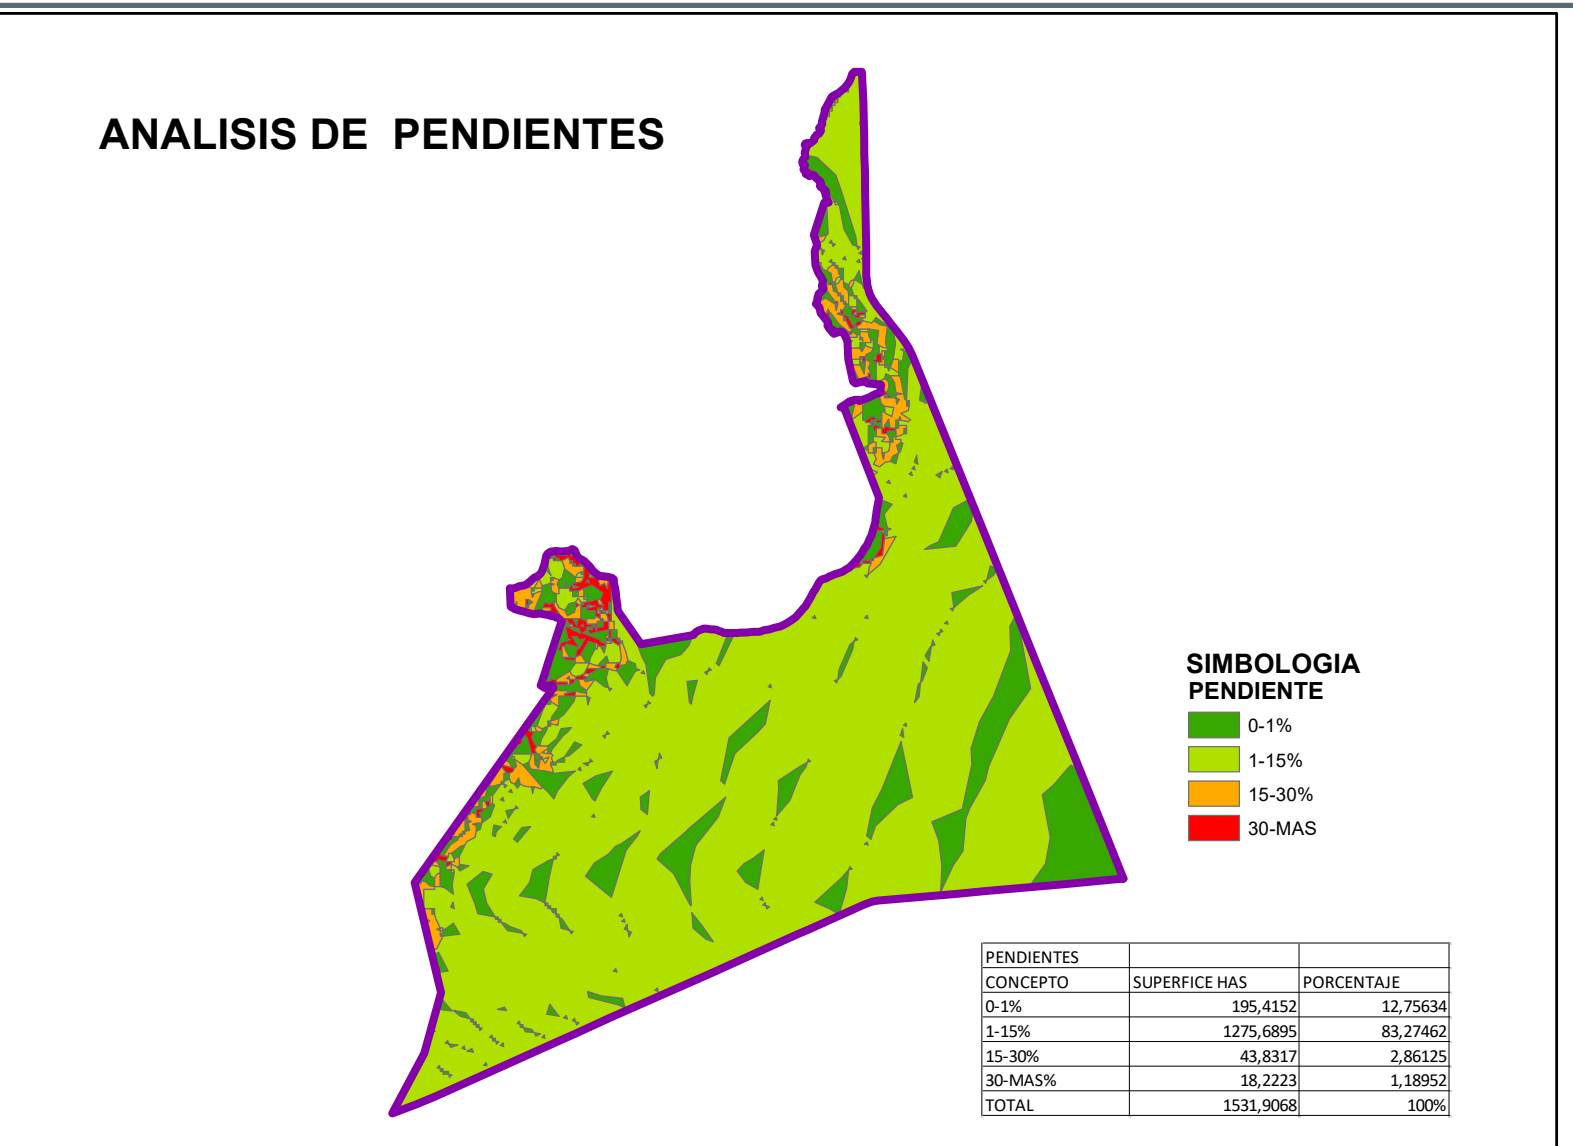 ANALISIS DE  PENDIENTES
SIMBOLOGIA
PENDIENTE
0-1%
1-15%
15-30%
30-MAS
PENDIENTES
CONCEPTO SUPERFICE HAS PORCENTAJE
0-1% 195,4152 12,75634
1-15% 1275,6895 83,27462
15-30% 43,8317 2,86125
30-MAS% 18,2223 1,18952
TOTAL 1531,9068 100%